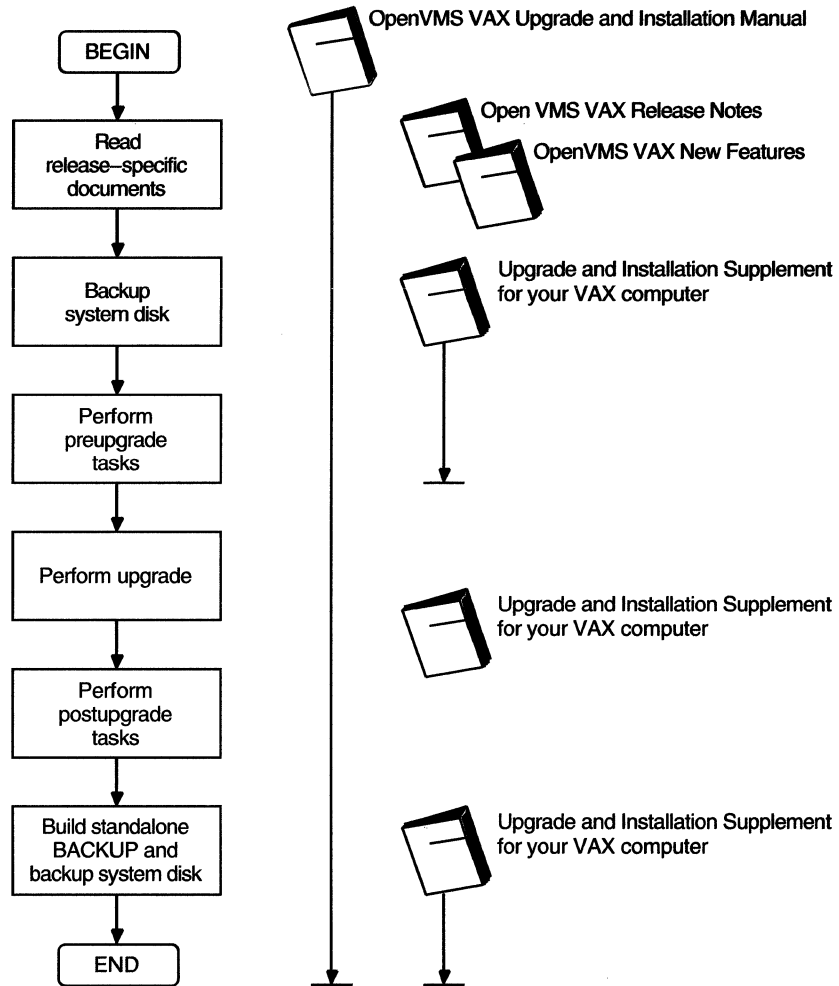 OpenVMS VAX Upgrade and Installation Manual
BEGIN
Open VMS VAX Release Notes
Read
release–specific
documents
OpenVMS VAX New Features
Backup
system disk
Upgrade and Installation Supplement
for your VAX computer
Perform
preupgrade
tasks
Perform upgrade
Upgrade and Installation Supplement
for your VAX computer
Perform
postupgrade
tasks
Build standalone
BACKUP and
backup system disk
Upgrade and Installation Supplement
for your VAX computer
END